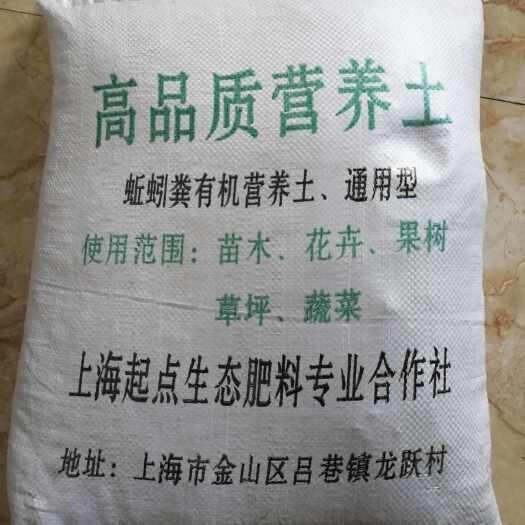 高品质营养土
蚯蚓粪有机营养土、通用型
使用范围：苗木、花卉、果树
草坪、蔬菜
上海起点生态肥料专业合作社
地址：上海市金山区吕巷镇龙跃村